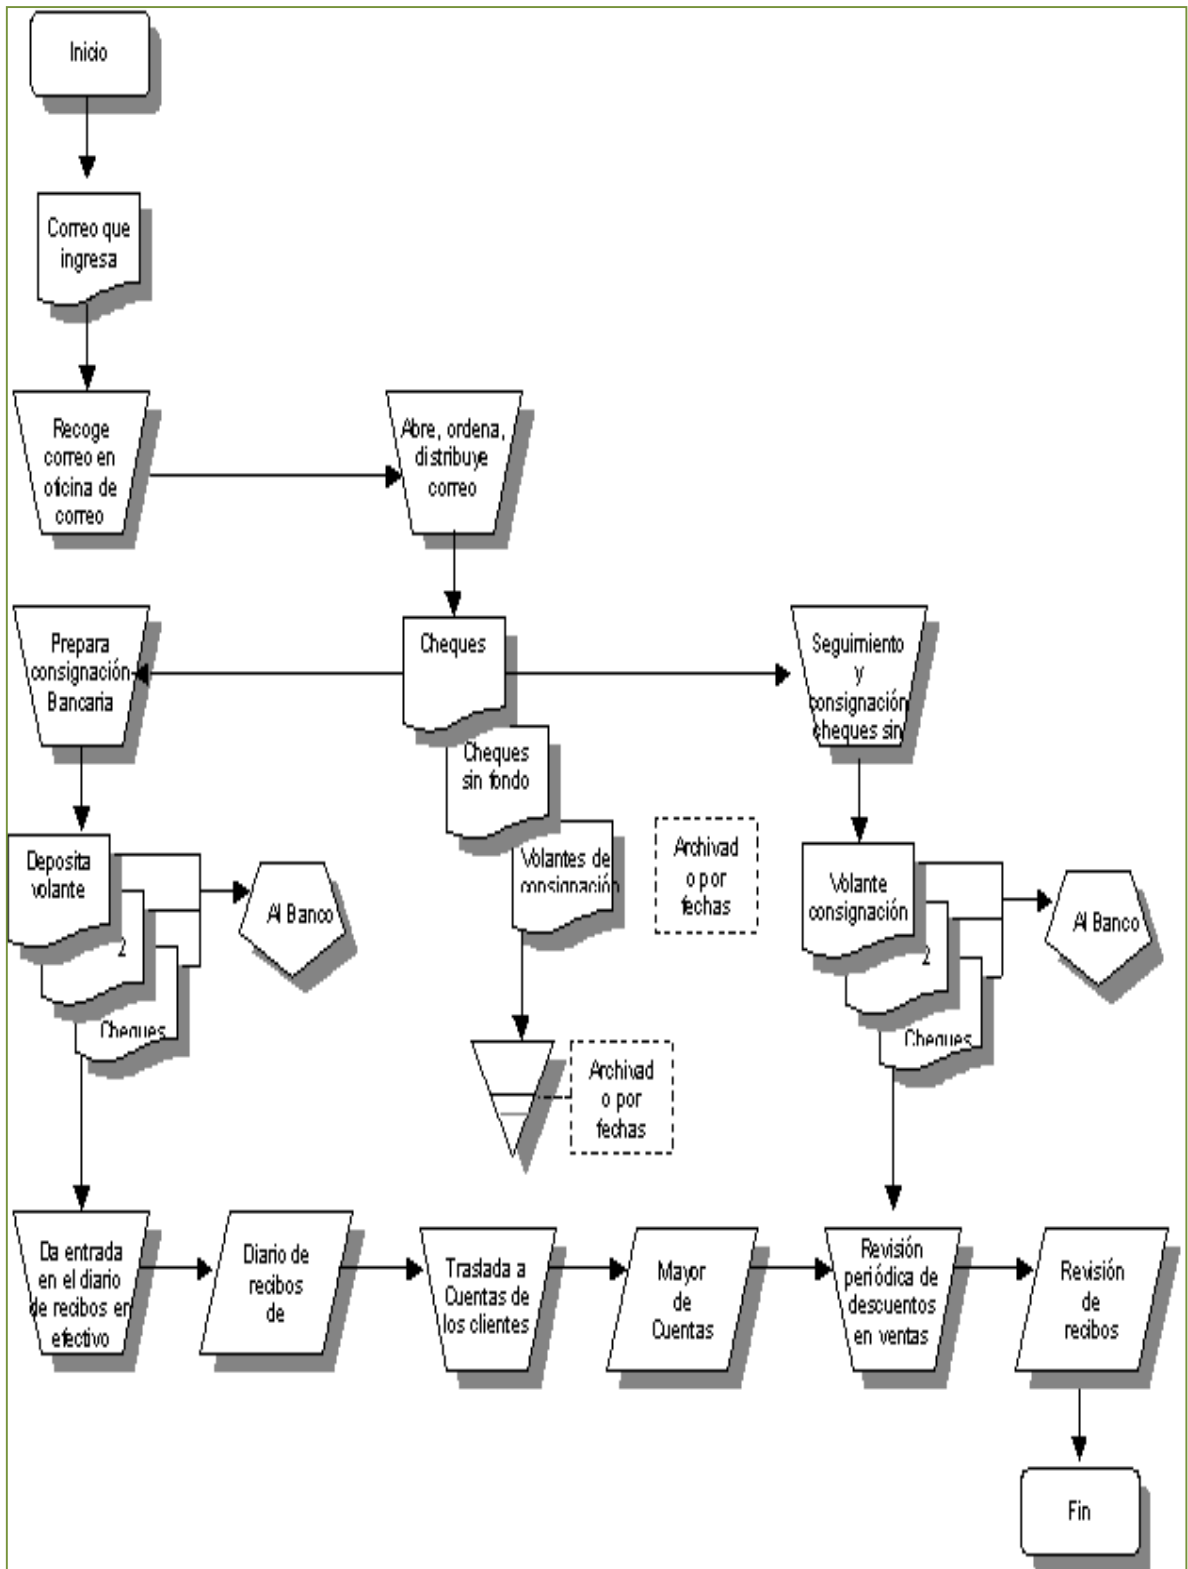 Inicio
Correo que
ingresa
Recoge
correo en
oficina de
correo
Abre, ordena,
distribuye
correo
Prepara
consignación
Bancaria
Cheques
Cheques
sin fondo
Volantes de
consignación
Seguimiento
y
consignación
cheques sin
Archivad
o por
fechas
Deposita
volante
2
Cheques
Al Banco
Volante
consignación
2
Cheques
Al Banco
Archivad
o por
fechas
Da entrada
en el diario
de recibos en
efectivo
Diario de
recibos
de
Traslada a
Cuentas de
los clientes
Mayor
de
Cuentas
Revisión
periódica de
descuentos
en ventas
Revisión
de
recibos
Fin